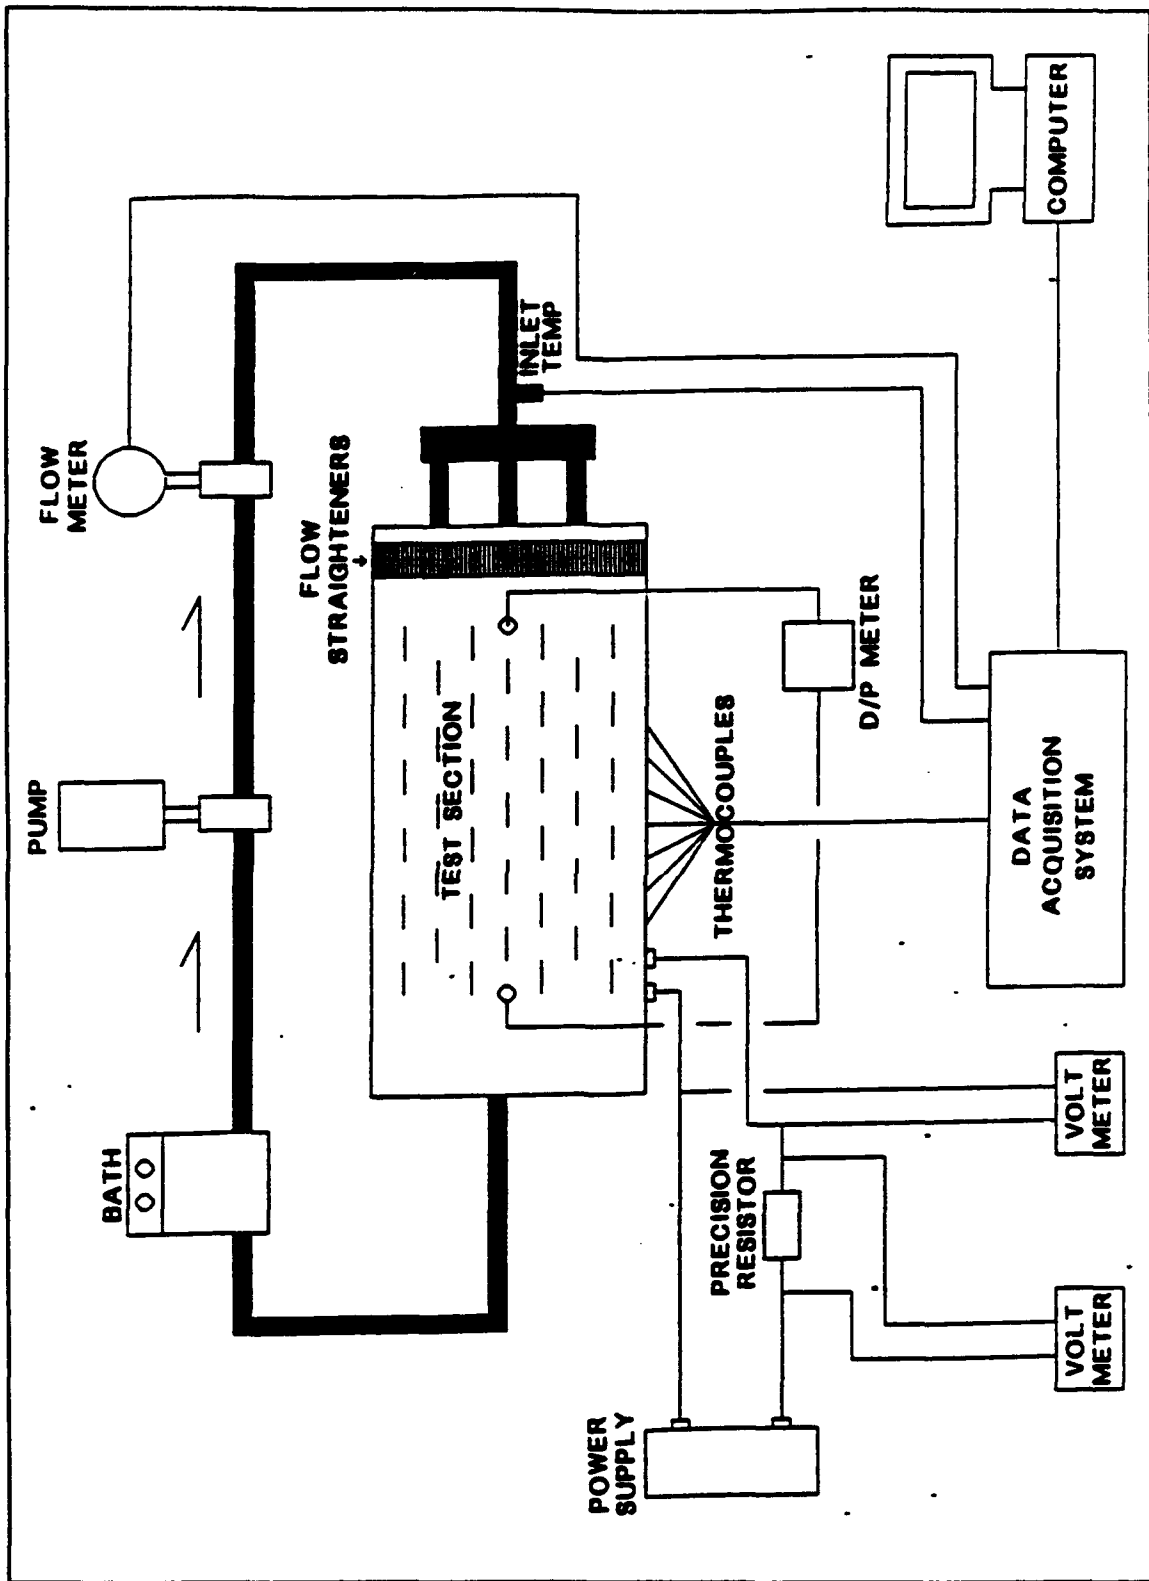 BATH
PUMP
FLOW
METER
FLOW
STRAIGHTENERS
INLET
TEMP
TEST SECTION
POWER
SUPPLY
PRECISION
RESISTOR
THERMOCOUPLES
D/P METER
VOLT
METER
VOLT
METER
DATA
ACQUISITION
SYSTEM
COMPUTER